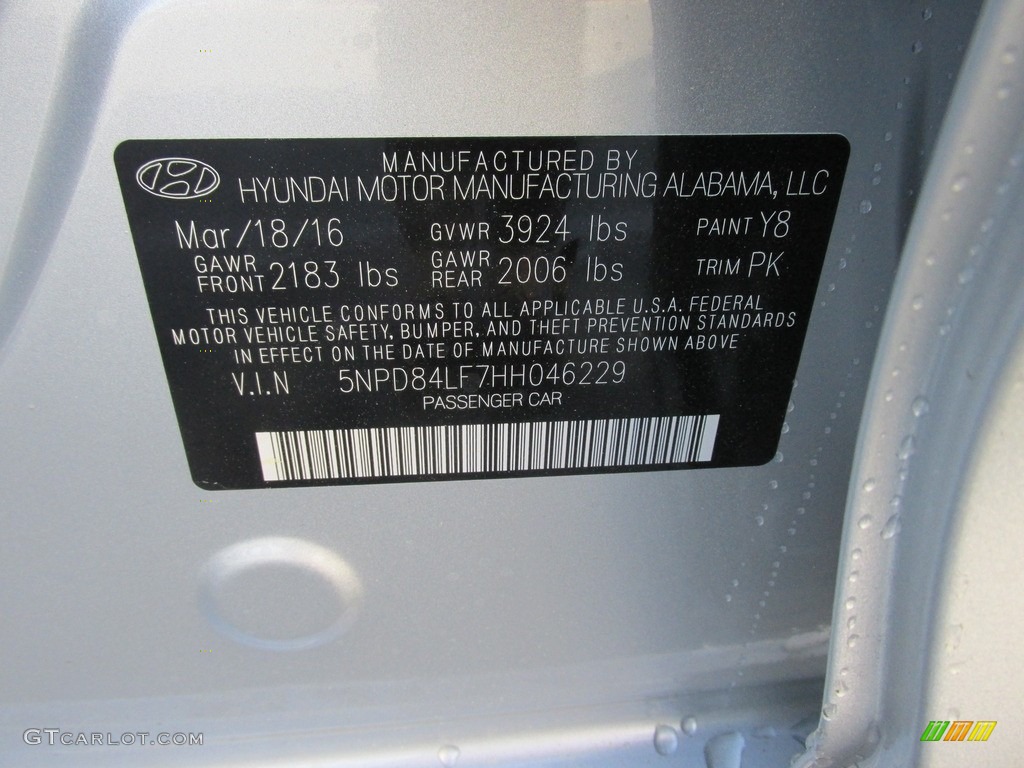 MANUFACTURED BY
HYUNDAI MOTOR MANUFACTURING ALABAMA, LLC
Mar/18/16 GVWR 3924 lbs PAINT Y8
GAWR FRONT 2183 lbs GAWR REAR 2006 lbs TRIM PK
THIS VEHICLE CONFORMS TO ALL APPLICABLE U.S.A. FEDERAL
MOTOR VEHICLE SAFETY, BUMPER, AND THEFT PREVENTION STANDARDS
IN EFFECT ON THE DATE OF MANUFACTURE SHOWN ABOVE
V.I.N 5NPD84LF7HH046229
PASSENGER CAR
GTCARLOT.COM